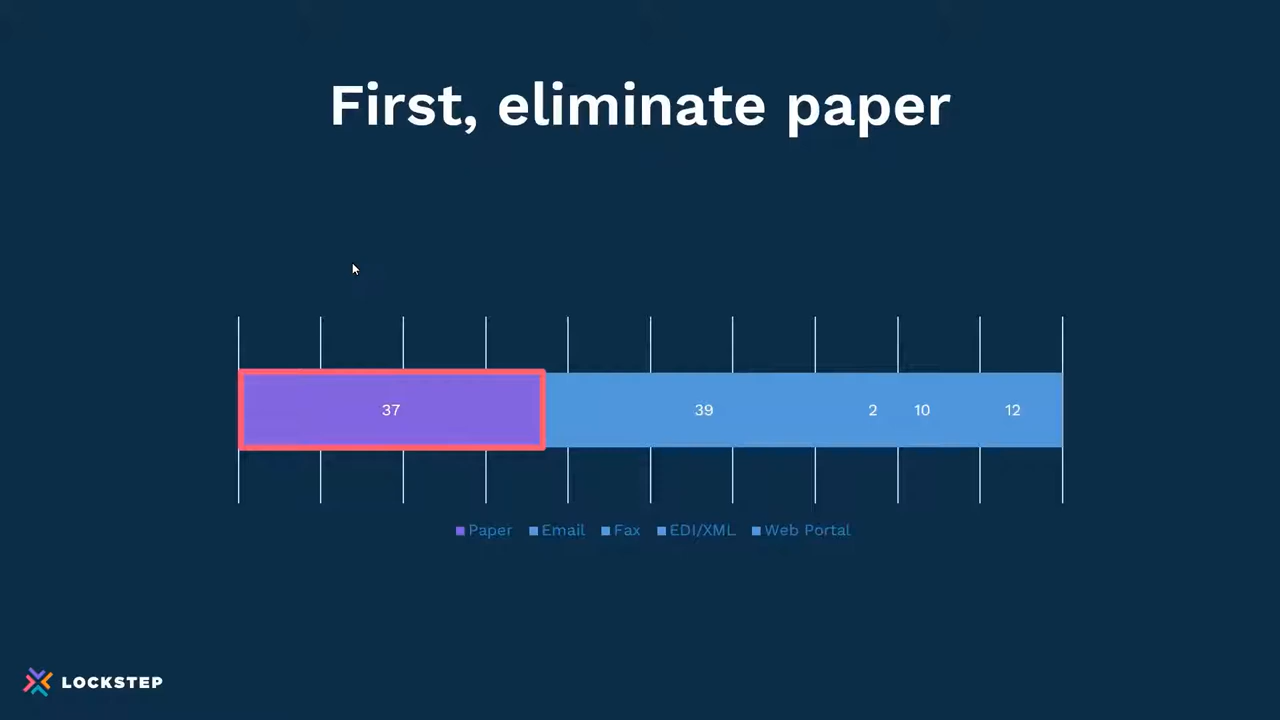 First, eliminate paper
37 39 2 10 12
Paper Email Fax EDI/XML Web Portal
LOCKSTEP